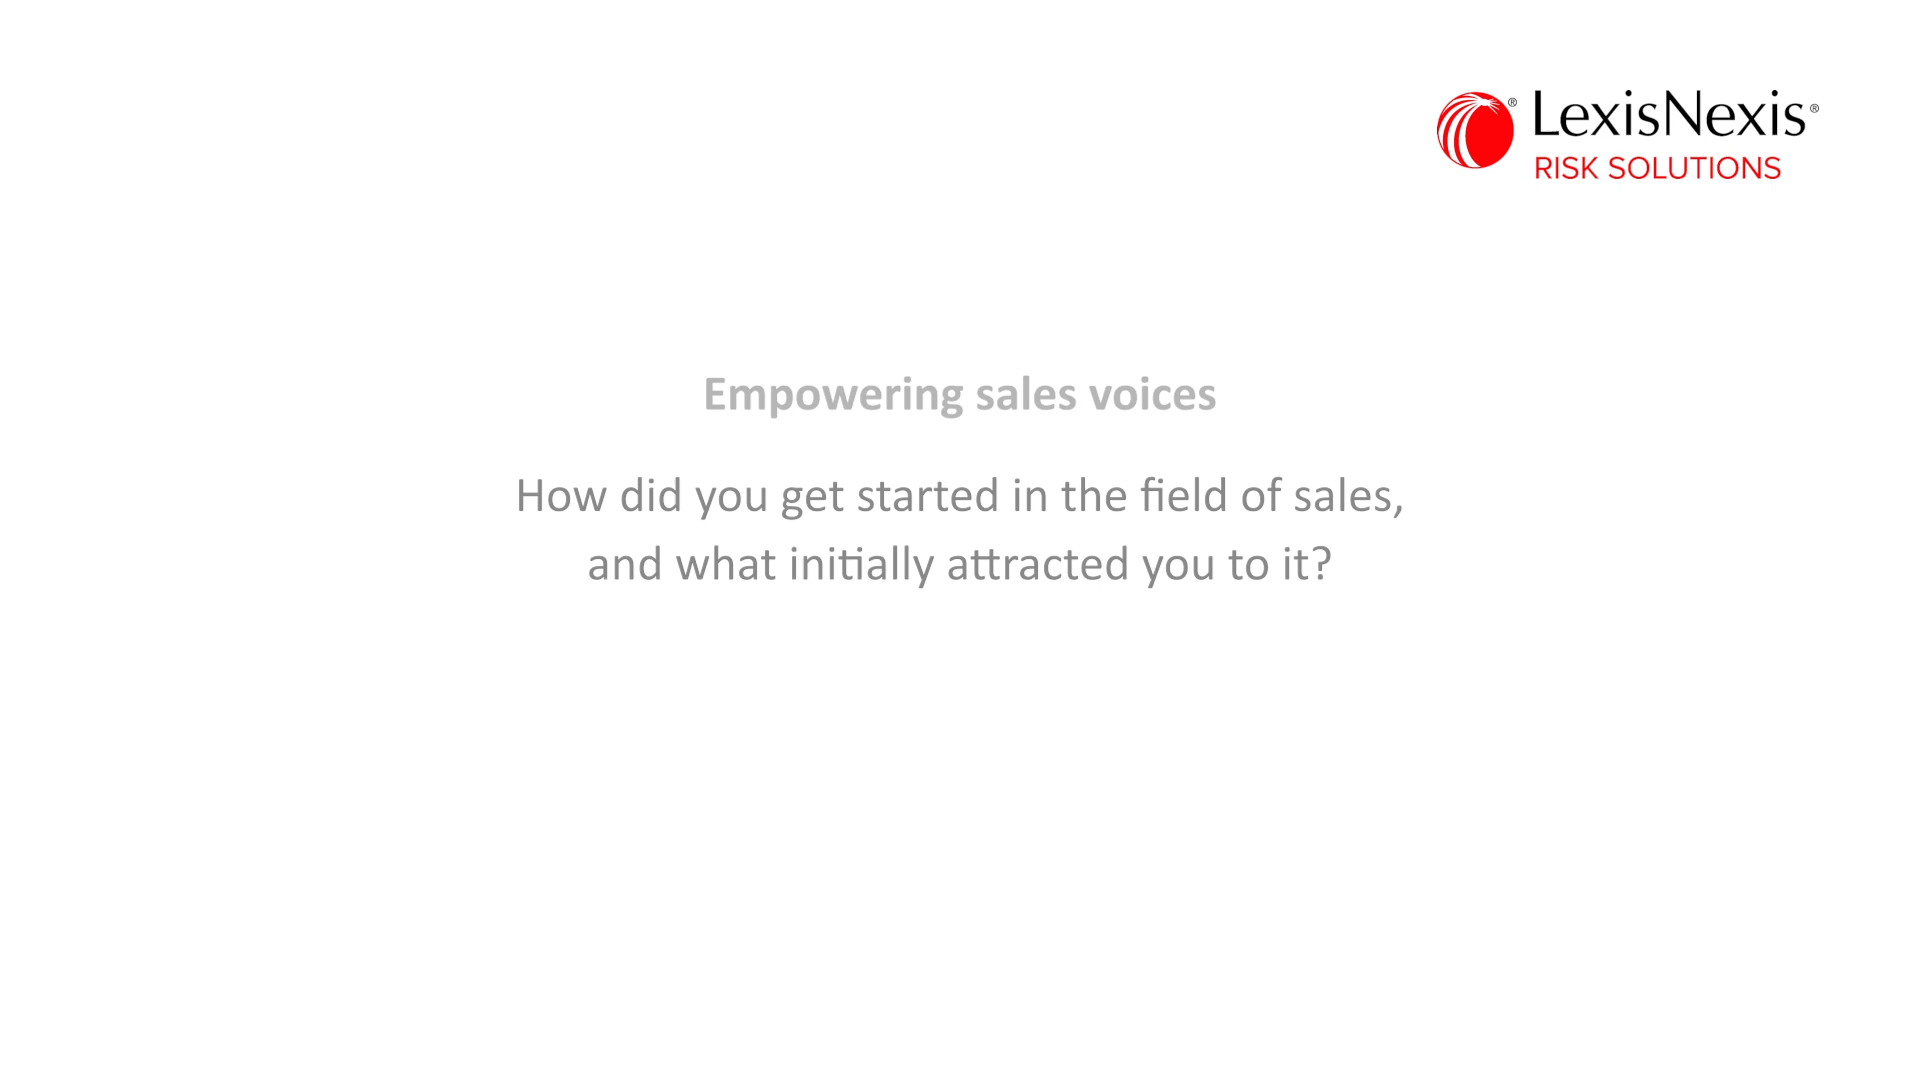 ® LexisNexis®
RISK SOLUTIONS
Empowering sales voices
How did you get started in the field of sales,
and what initially attracted you to it?